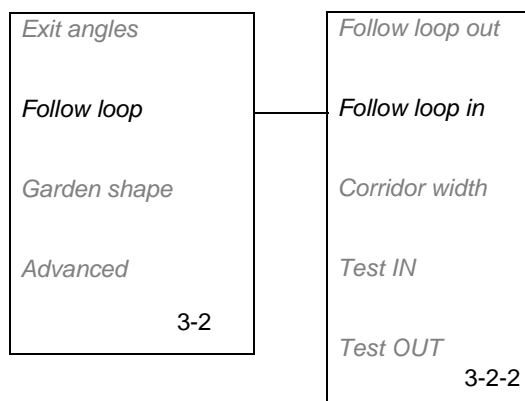 Exit angles
Follow loop
Garden shape
Advanced
3-2
Follow loop out
Follow loop in
Corridor width
Test IN
Test OUT
3-2-2